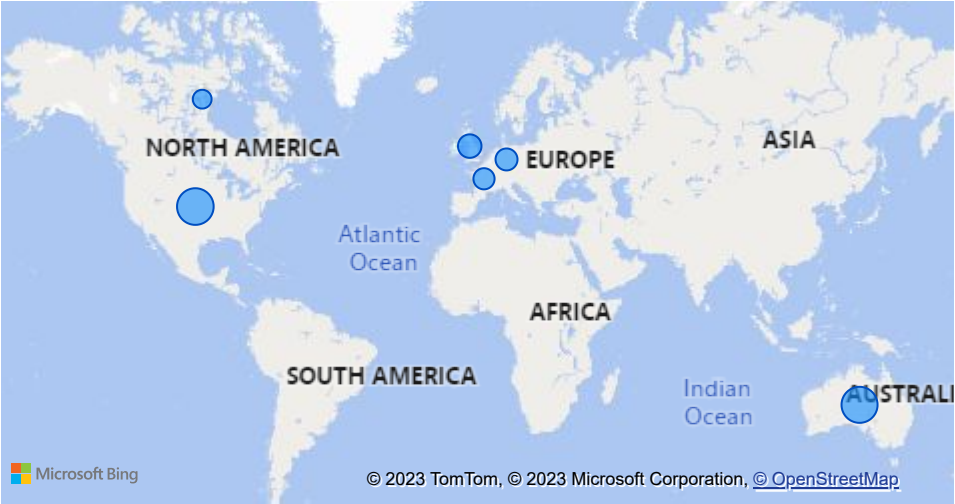 NORTH AMERICA
ASIA
EUROPE
Atlantic
Ocean
AFRICA
SOUTH AMERICA
Indian
Ocean
AUSTRALI
Microsoft Bing
© 2023 TomTom, © 2023 Microsoft Corporation, © OpenStreetMap